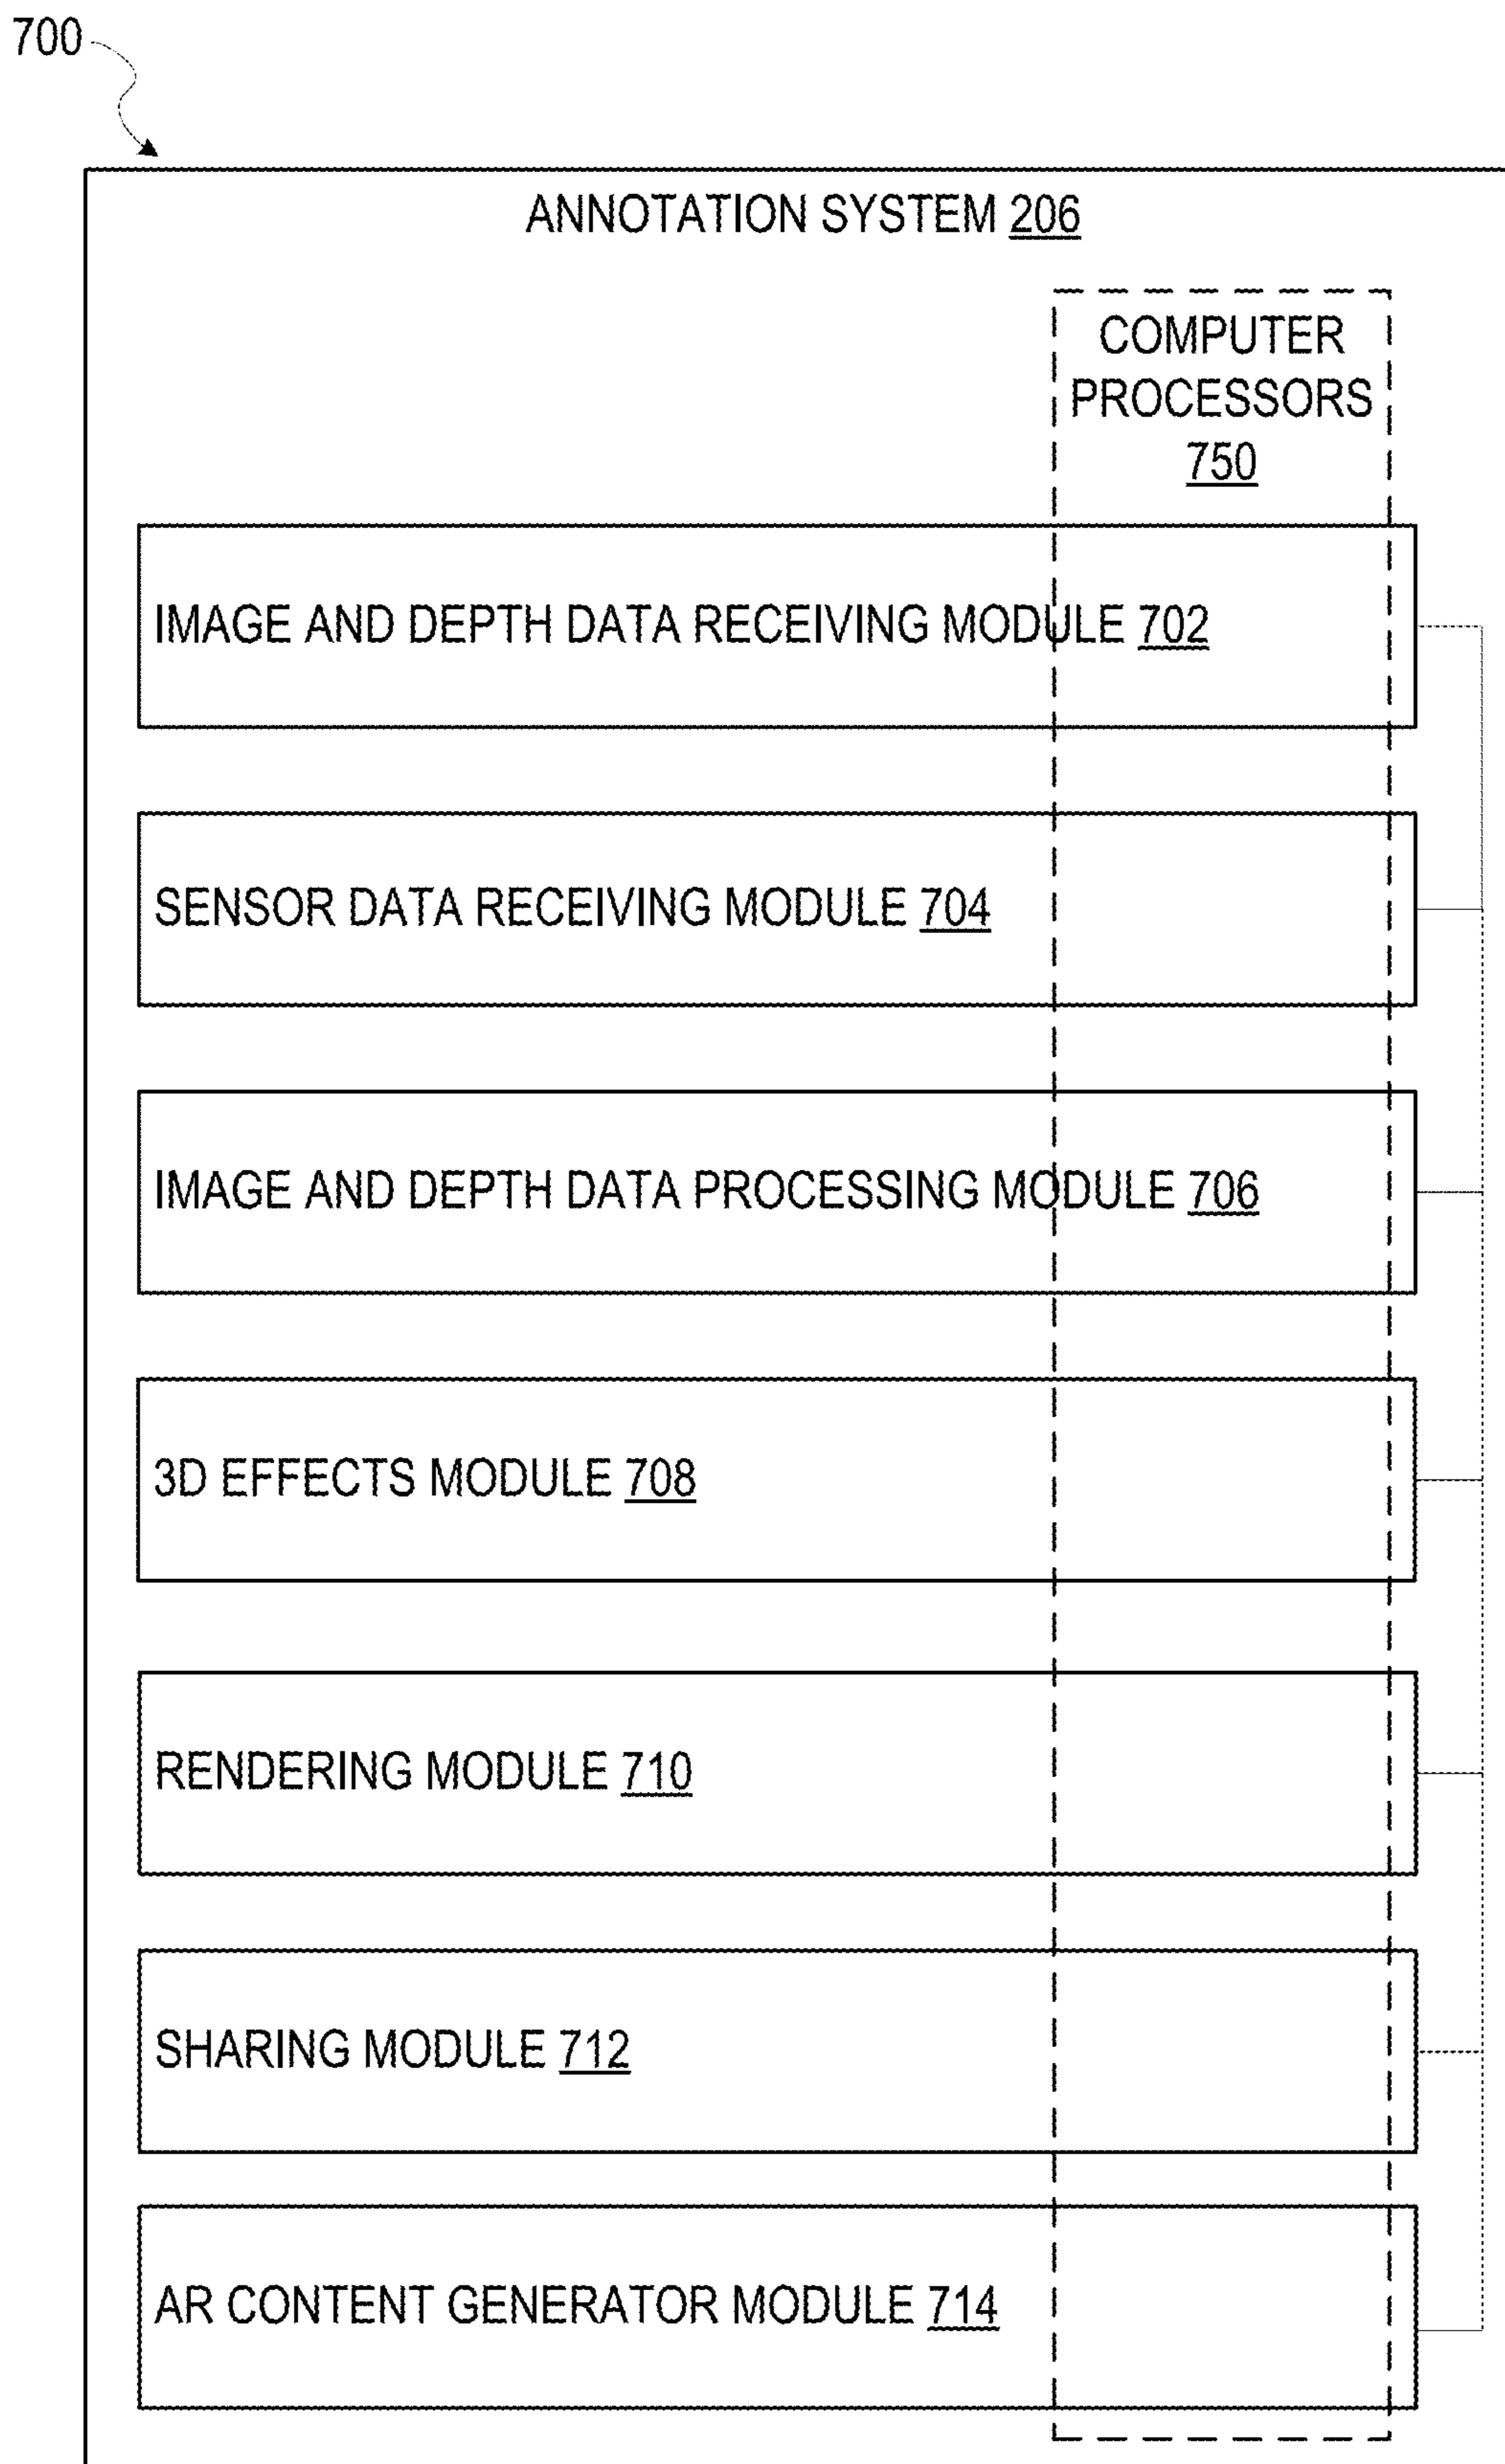 700
ANNOTATION SYSTEM 206
COMPUTER
PROCESSORS
750
IMAGE AND DEPTH DATA RECEIVING MODULE 702
SENSOR DATA RECEIVING MODULE 704
IMAGE AND DEPTH DATA PROCESSING MODULE 706
3D EFFECTS MODULE 708
RENDERING MODULE 710
SHARING MODULE 712
AR CONTENT GENERATOR MODULE 714